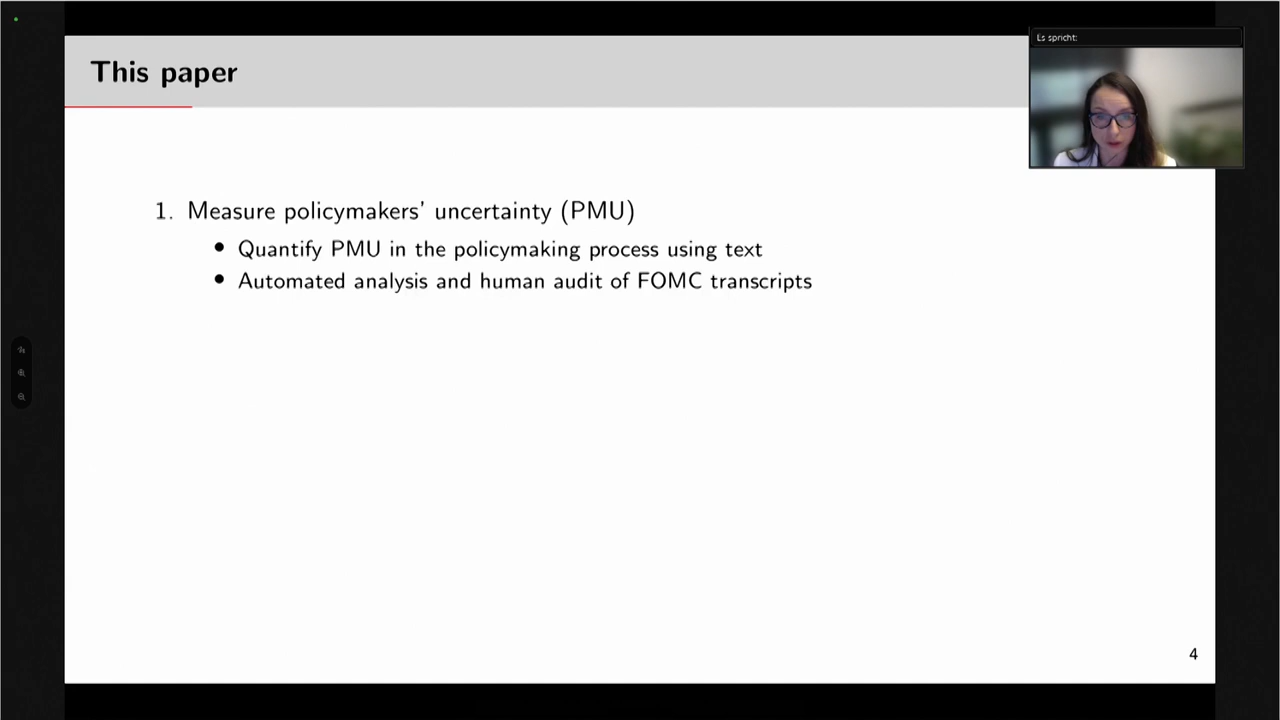 This paper
Es spricht:
1. Measure policymakers' uncertainty (PMU)
• Quantify PMU in the policymaking process using text
• Automated analysis and human audit of FOMC transcripts
4